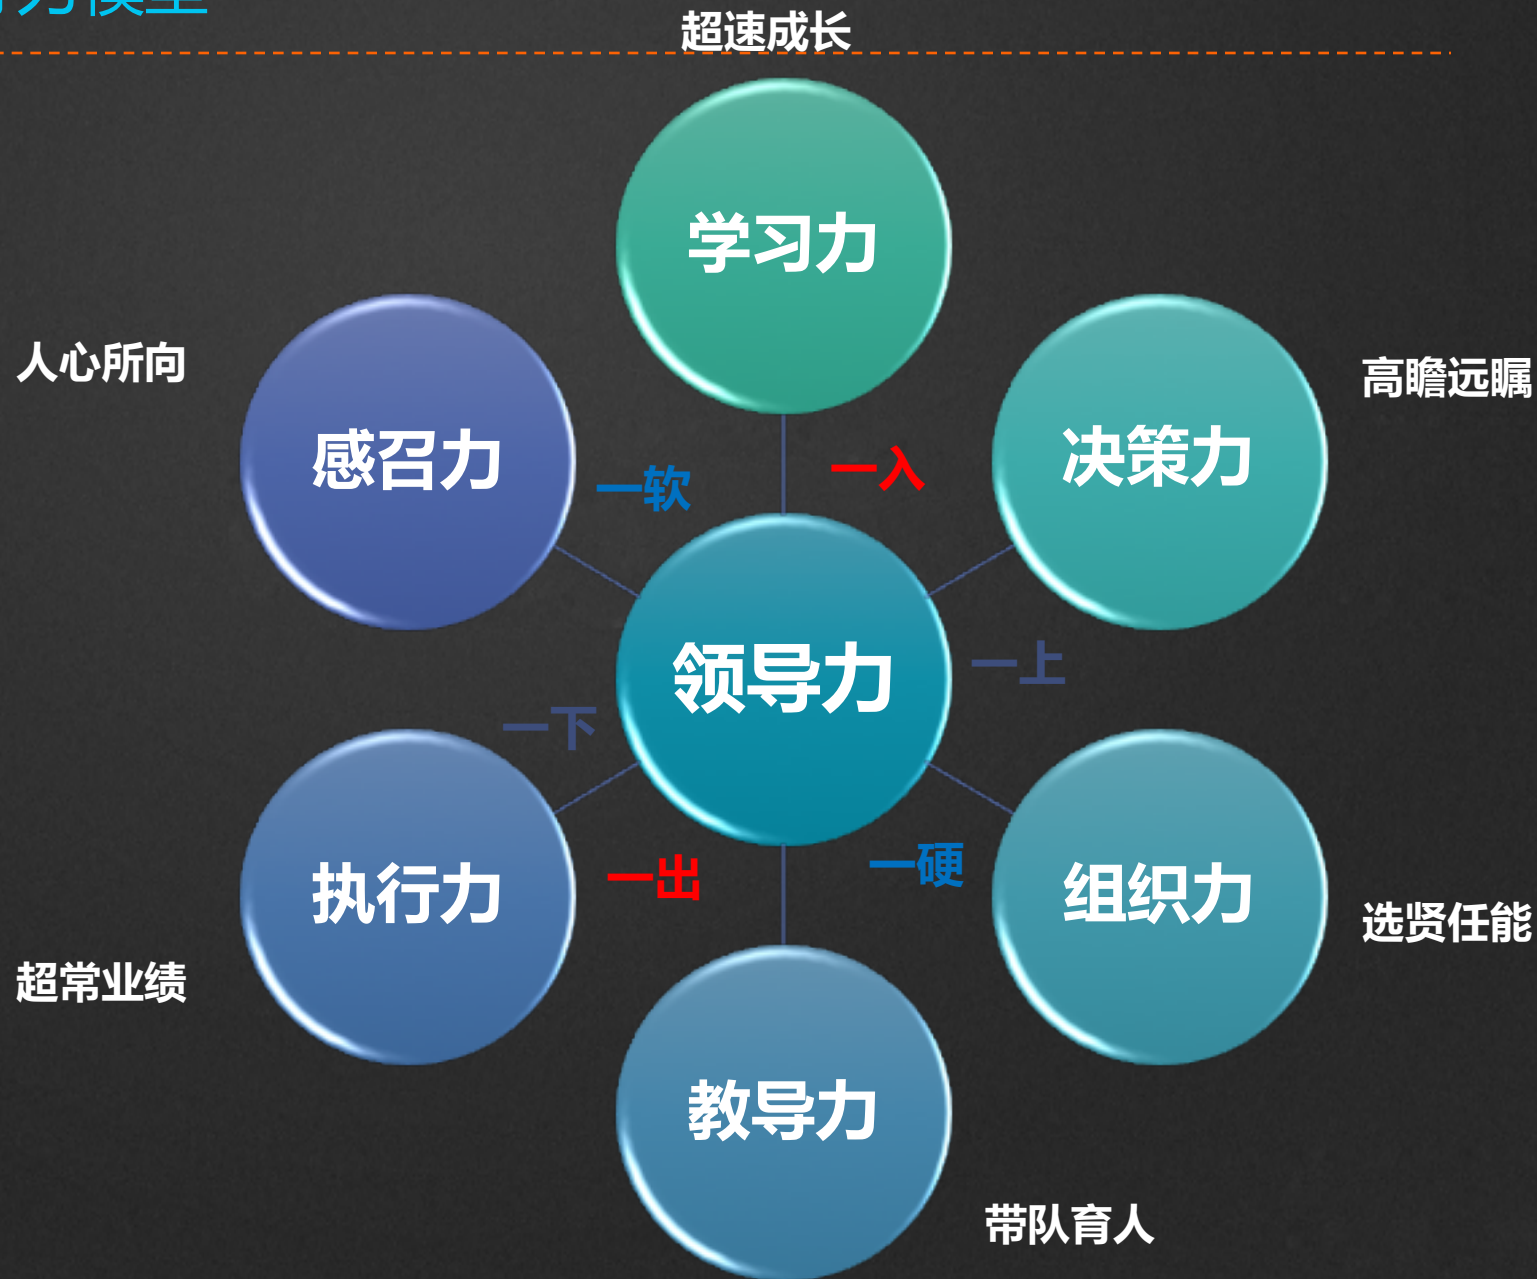 力模型
超速成长
学习力
人心所向
高瞻远瞩
感召力
决策力
一软
一入
领导力
一上
一下
一出
一硬
执行力
组织力
选贤任能
超常业绩
教导力
带队育人